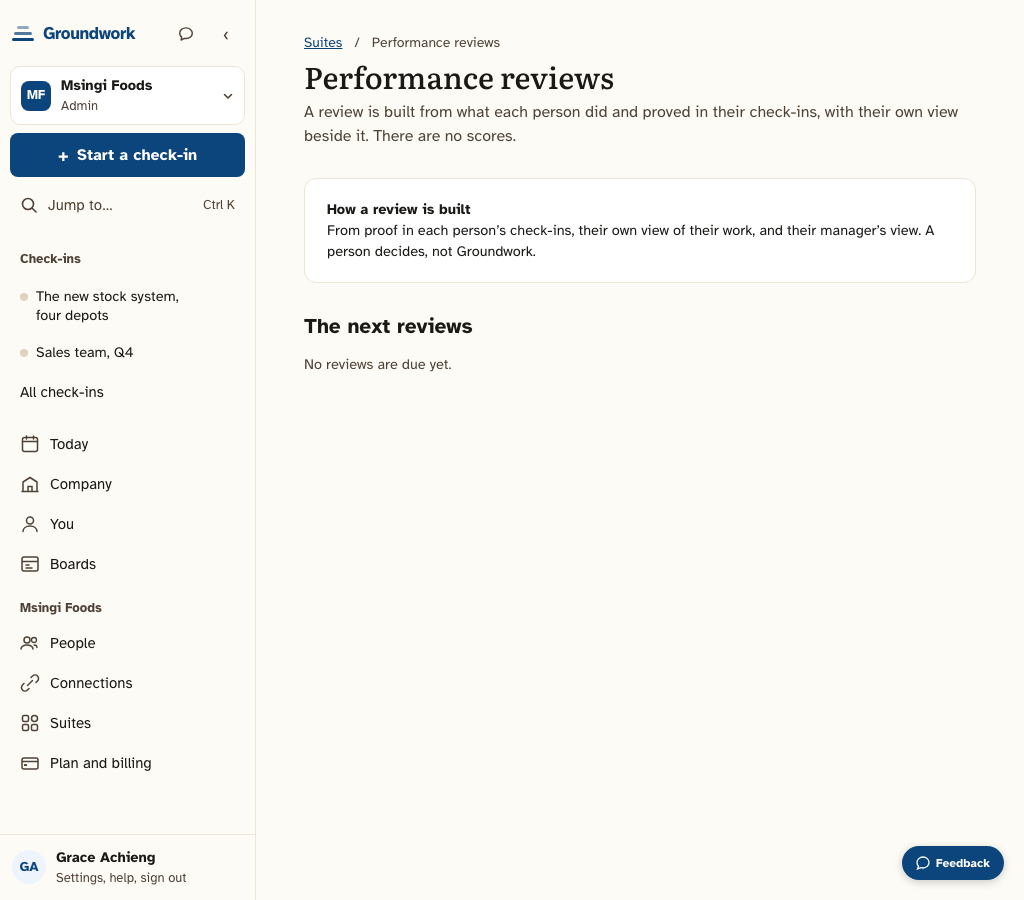 Groundwork
MF
Msingi Foods
Admin
+ Start a check-in
Jump to...
Ctrl K
Check-ins
The new stock system,
four depots
Sales team, Q4
All check-ins
Today
Company
You
Boards
Msingi Foods
People
Connections
Suites
Plan and billing
GA
Grace Achieng
Settings, help, sign out
Suites / Performance reviews
Performance reviews
A review is built from what each person did and proved in their check-ins, with their own view
beside it. There are no scores.
How a review is built
From proof in each person’s check-ins, their own view of their work, and their manager’s view. A
person decides, not Groundwork.
The next reviews
No reviews are due yet.
Feedback